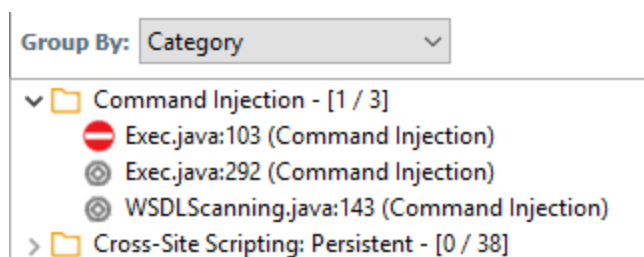 Group By: Category
Command Injection - [1 / 3]
Exec.java:103 (Command Injection)
Exec.java:292 (Command Injection)
WSDLScanning.java:143 (Command Injection)
Cross-Site Scripting: Persistent - [0 / 38]